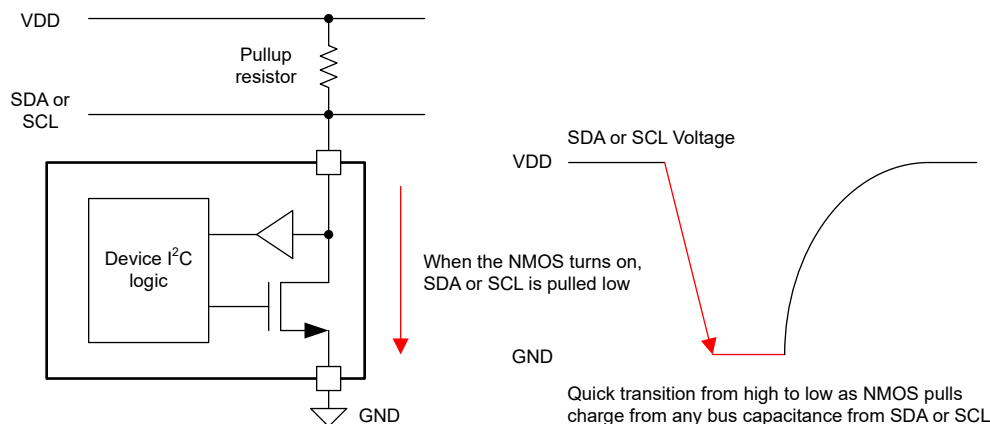 VDD
Pullup
resistor
SDA or
SCL
Device I²C
logic
When the NMOS turns on,
SDA or SCL is pulled low
GND
SDA or SCL Voltage
VDD
GND
Quick transition from high to low as NMOS pulls
charge from any bus capacitance from SDA or SCL